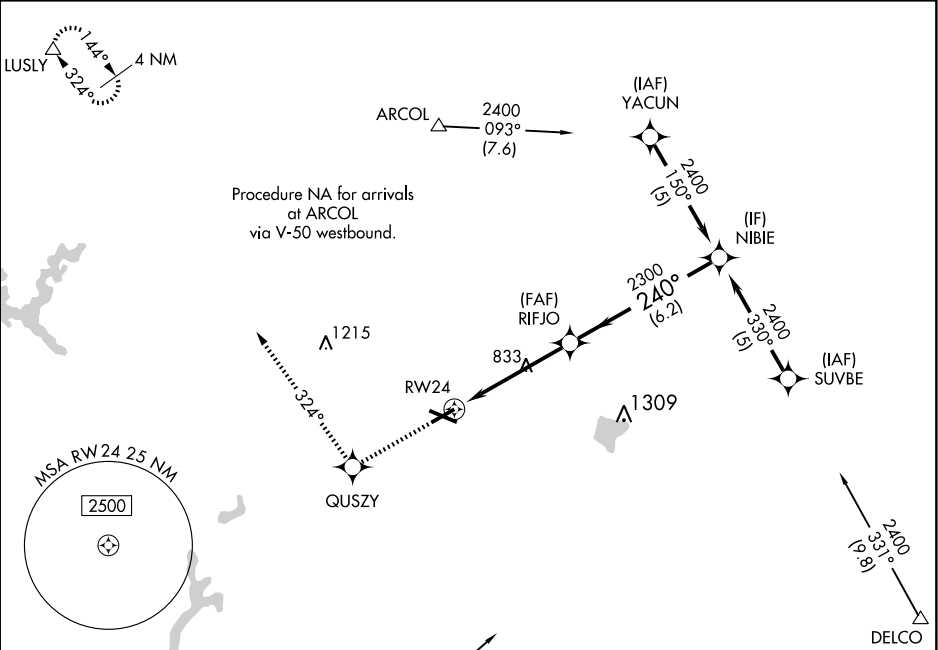 LUSLY
144°
324°
4 NM
ARCOL
2400
093°
(7.6)
(IAF)
YACUN
2400
150°
(5)
Procedure NA for arrivals
at ARCOL
via V-50 westbound.
(IF)
NIBIE
2300
240°
(6.2)
(FAF)
RIFJO
2400
330°
(5)
(IAF)
SUVBE
1215
833
RW24
1309
324°
QUSZY
MSA RW24 25 NM
2500
2400
331°
(9.8)
DELCO